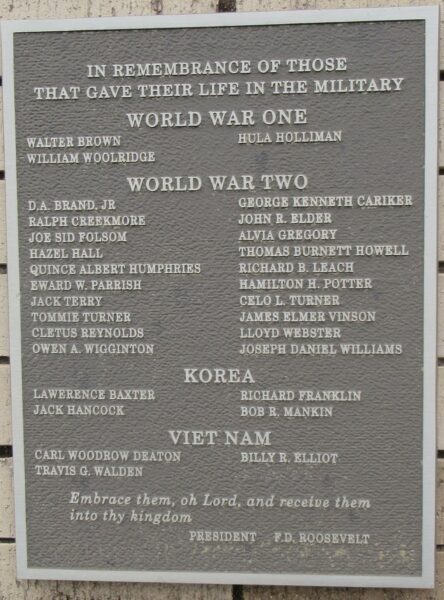 IN REMEMBRANCE OF THOSE
THAT GAVE THEIR LIFE IN THE MILITARY
WORLD WAR ONE
WALTER BROWN
WILLIAM WOOLRIDGE
HULA HOLLIMAN
WORLD WAR TWO
D.A. BRAND, JR
RALPH CREEKMORE
JOE SID FOLSOM
HAZEL HALL
QUINCE ALBERT HUMPHRIES
EWARD W. PARRISH
JACK TERRY
TOMMIE TURNER
CLETUS REYNOLDS
OWEN A. WIGGINTON
GEORGE KENNETH CARIKER
JOHN R. ELDER
ALVIA GREGORY
THOMAS BURNETT HOWELL
RICHARD B. LEACH
HAMILTON H. POTTER
CELO L. TURNER
JAMES ELMER VINSON
LLOYD WEBSTER
JOSEPH DANIEL WILLIAMS
KOREA
LAWERENCE BAXTER
JACK HANCOCK
RICHARD FRANKLIN
BOB R. MANKIN
VIET NAM
CARL WOODROW DEATON
TRAVIS G. WALDEN
BILLY R. ELLIOT
Embrace them, oh Lord, and receive them
into thy kingdom
PRESIDENT F.D. ROOSEVELT